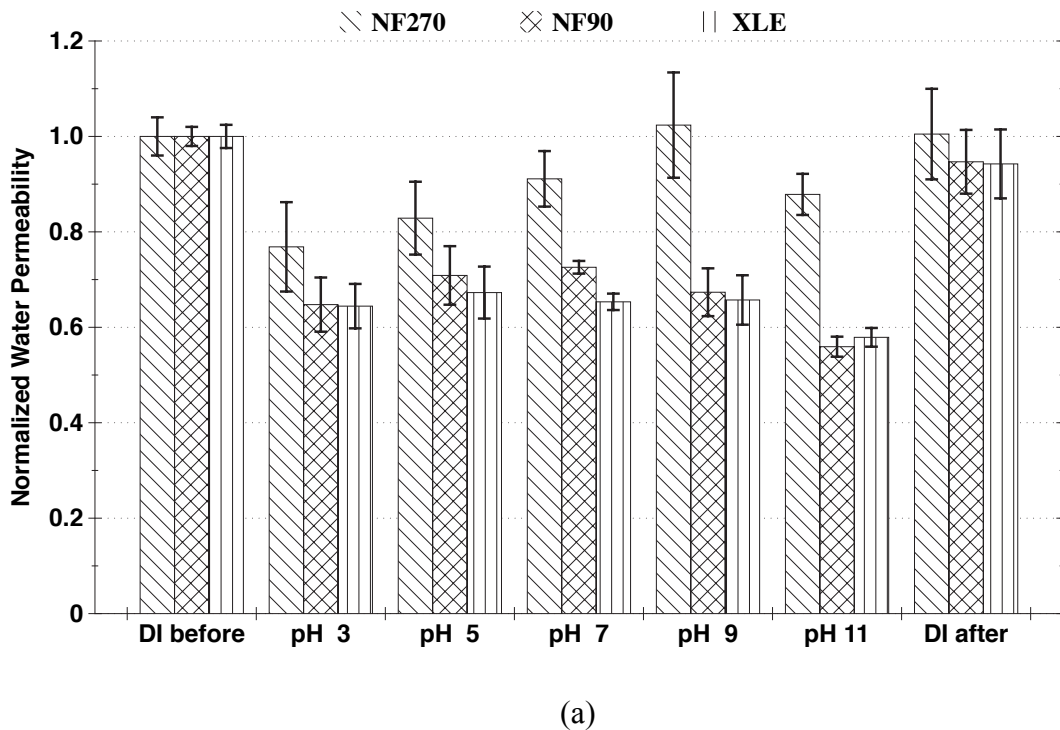 NF270 NF90 XLE
Normalized Water Permeability
1.2
1.0
0.8
0.6
0.4
0.2
0
DI before pH 3 pH 5 pH 7 pH 9 pH 11 DI after
(a)